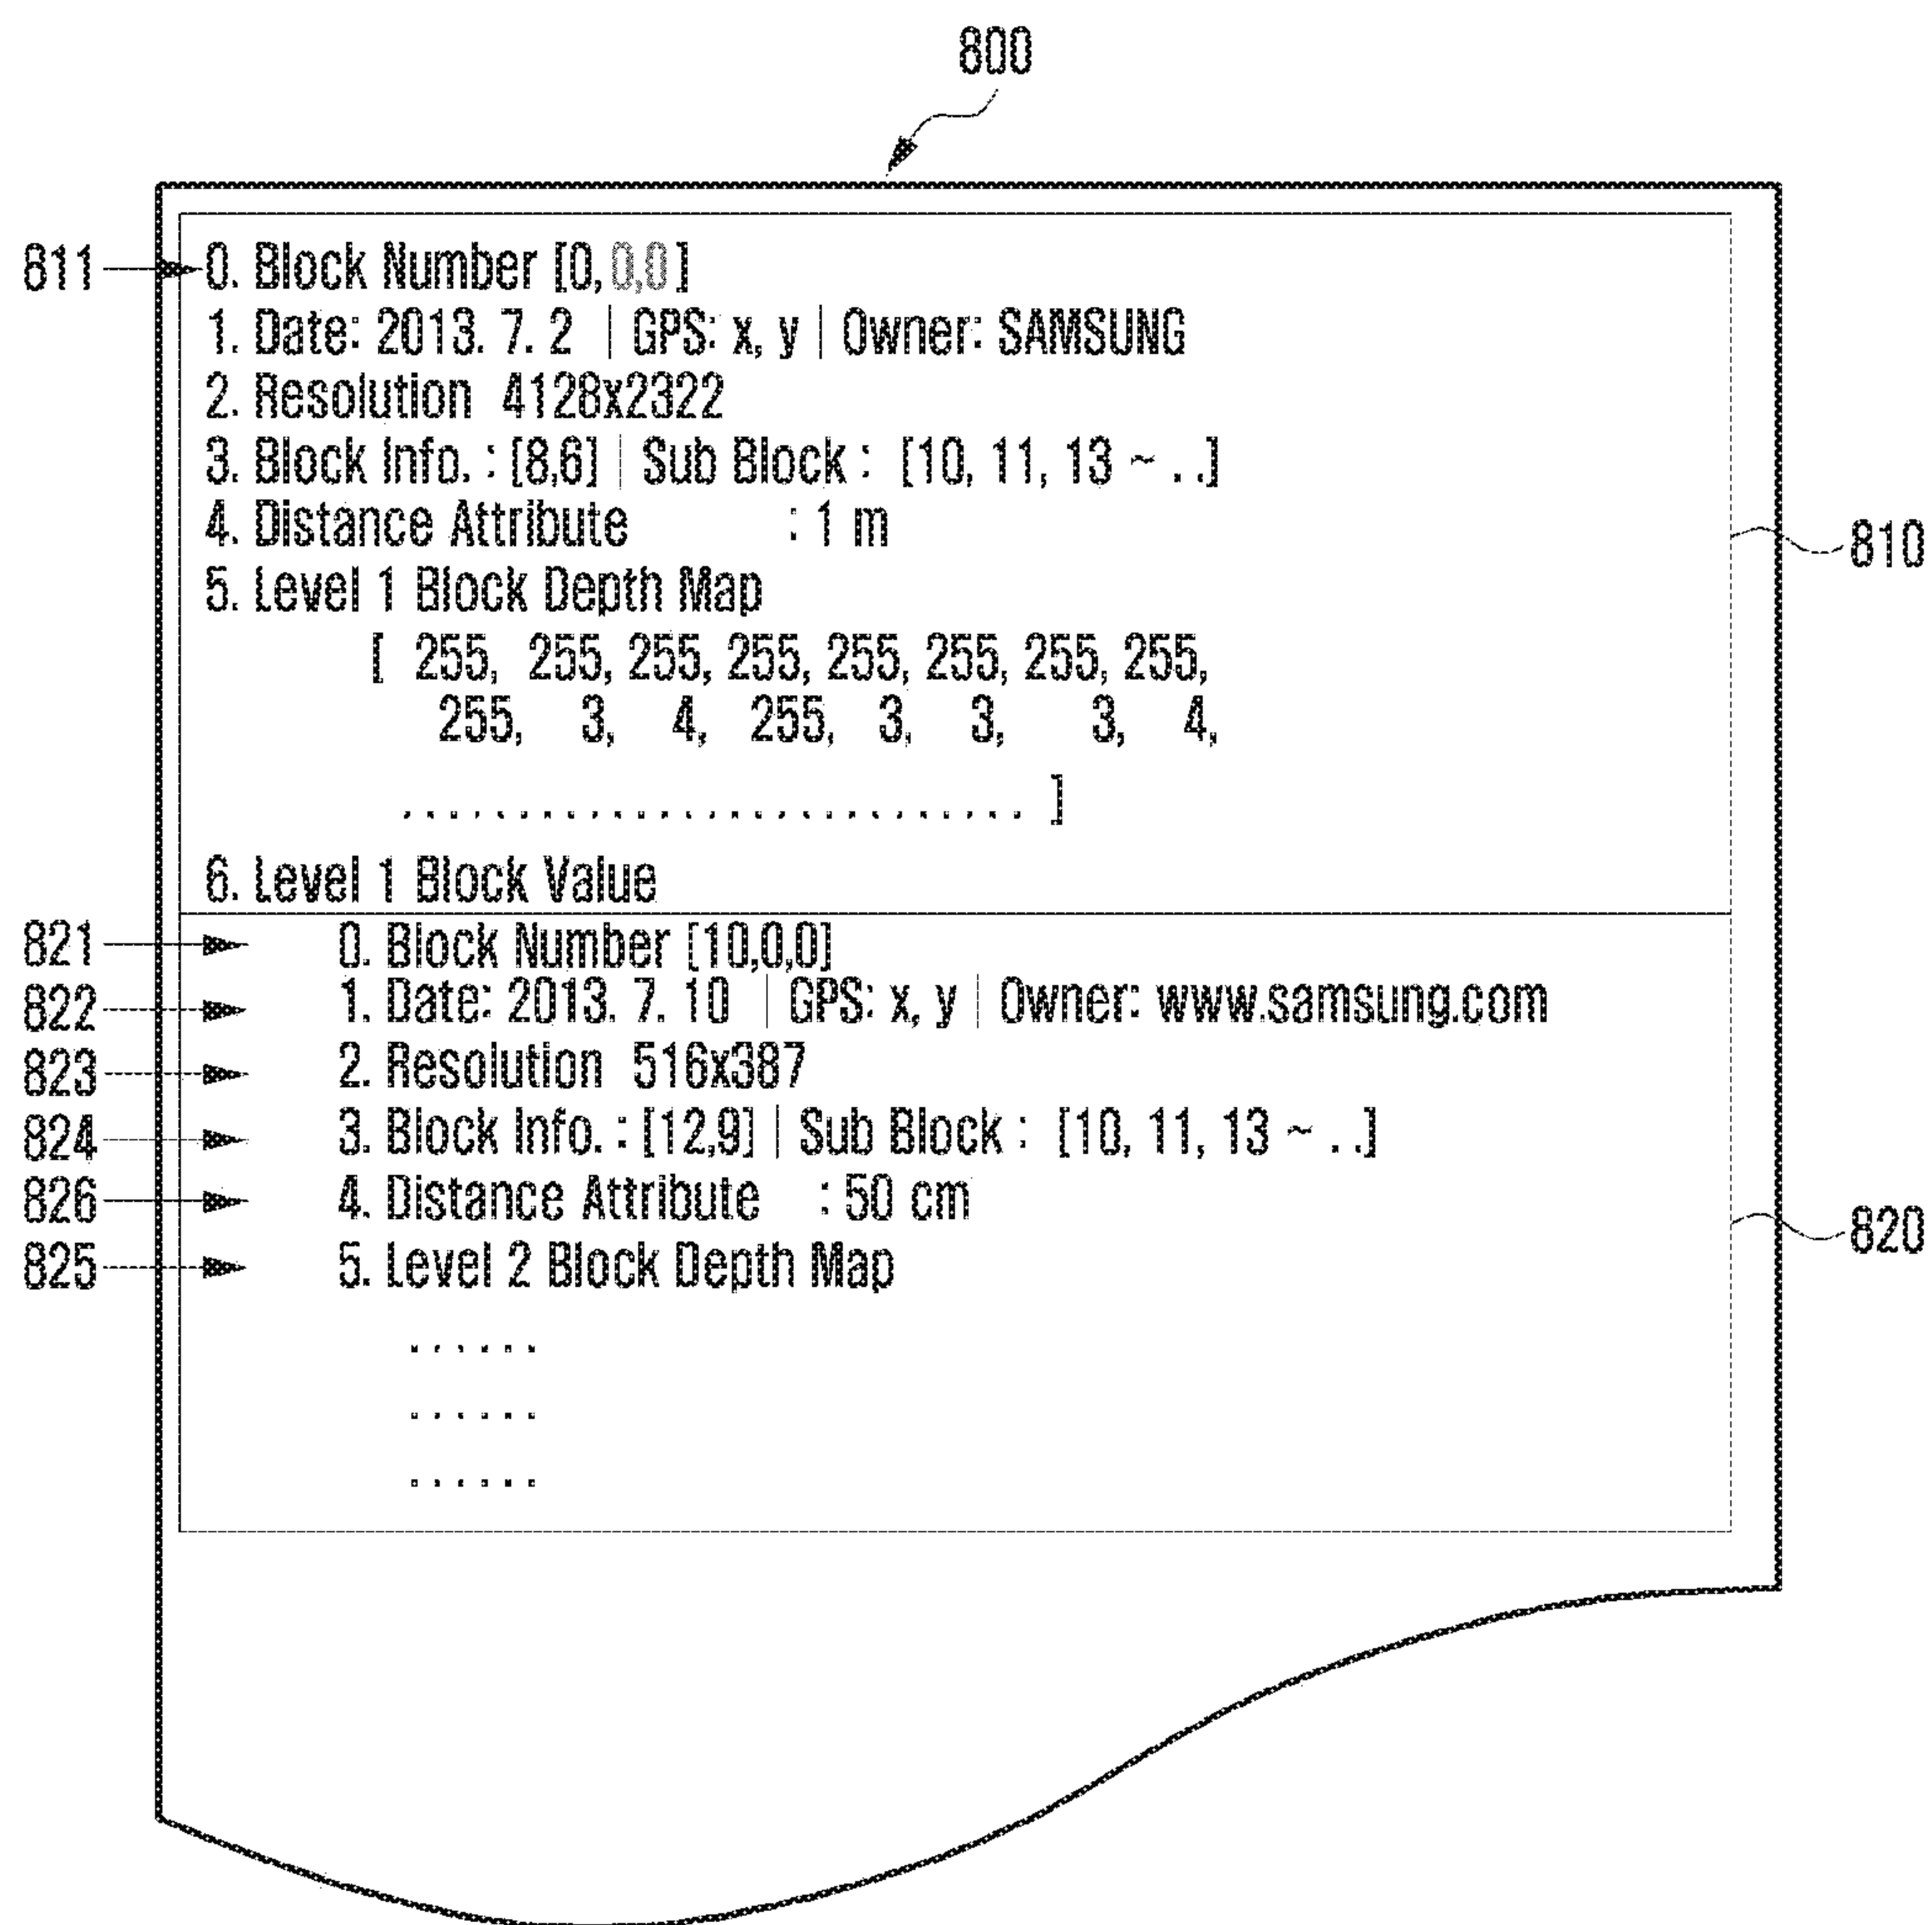 800
811 0. Block Number [0, 0,0 ]
1. Date: 2013. 7. 2 | GPS: x, y | Owner: SAMSUNG
2. Resolution 4128x2322
3. Block Info. : [8,6] | Sub Block : [10, 11, 13 ~ . .]
4. Distance Attribute : 1 m
810
5. Level 1 Block Depth Map
[ 255, 255, 255, 255, 255, 255, 255, 255,
255, 3, 4, 255, 3, 3, 3, 4,
........................... ]
6. Level 1 Block Value
821 0. Block Number [10,0,0]
822 1. Date: 2013. 7. 10 | GPS: x, y | Owner: www.samsung.com
823 2. Resolution 516x387
824 3. Block Info. : [12,9] | Sub Block : [10, 11, 13 ~ . .]
826 4. Distance Attribute : 50 cm
820
825 5. Level 2 Block Depth Map
......
......
......